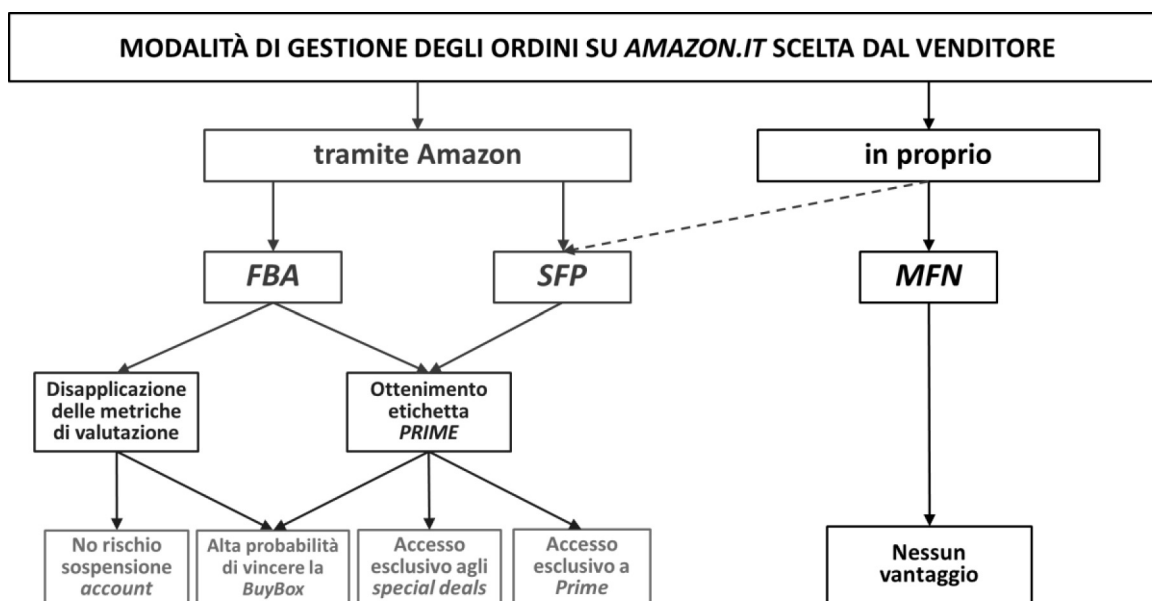 MODALITÀ DI GESTIONE DEGLI ORDINI SU AMAZON.IT SCELTA DAL VENDITORE
tramite Amazon
in proprio
FBA
SFP
MFN
Disapplicazione
delle metriche
di valutazione
Ottenimento
etichetta
PRIME
No rischio
sospensione
account
Alta probabilità
di vincere la
BuyBox
Accesso
esclusivo agli
special deals
Accesso
esclusivo a
Prime
Nessun
vantaggio